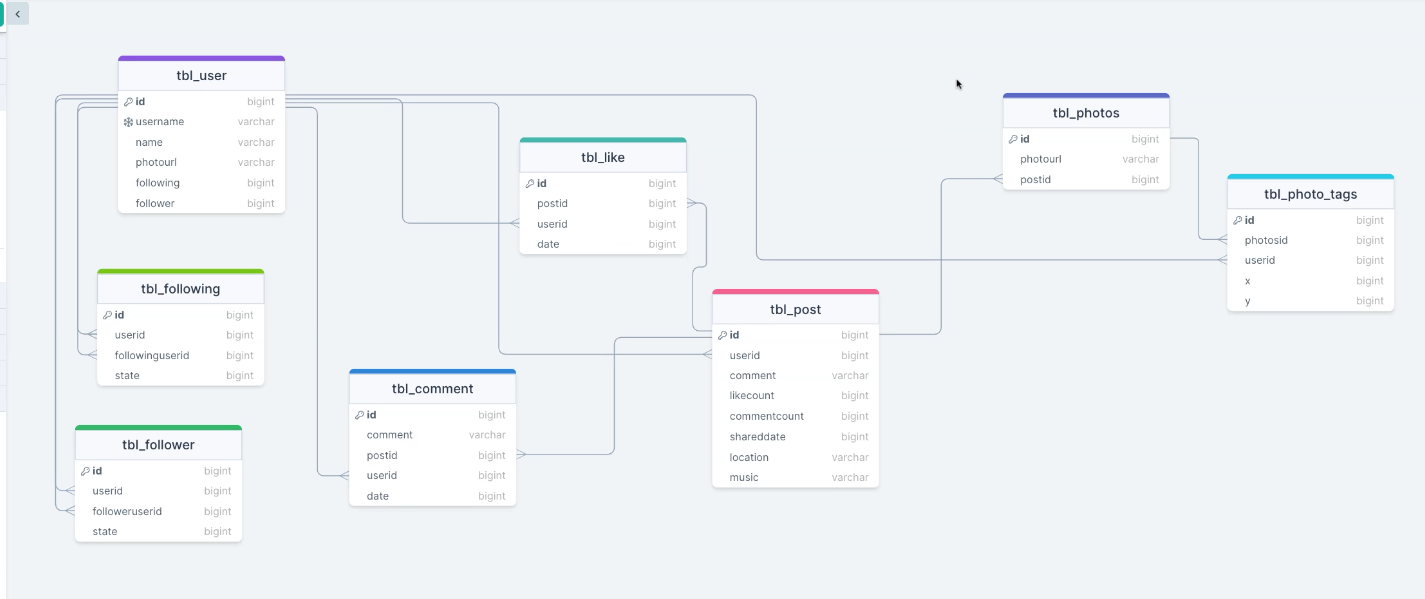 tbl_user
id bigint
username varchar
name varchar
photourl varchar
following bigint
follower bigint
tbl_following
id bigint
userid bigint
followinguserid bigint
state bigint
tbl_follower
id bigint
userid bigint
followeruserid bigint
state bigint
tbl_comment
id bigint
comment varchar
postid bigint
userid bigint
date bigint
tbl_like
id bigint
postid bigint
userid bigint
date bigint
tbl_post
id bigint
userid bigint
comment varchar
likecount bigint
commentcount bigint
shareddate bigint
location varchar
music varchar
tbl_photos
id bigint
photourl varchar
postid bigint
tbl_photo_tags
id bigint
photosid bigint
userid bigint
x bigint
y bigint